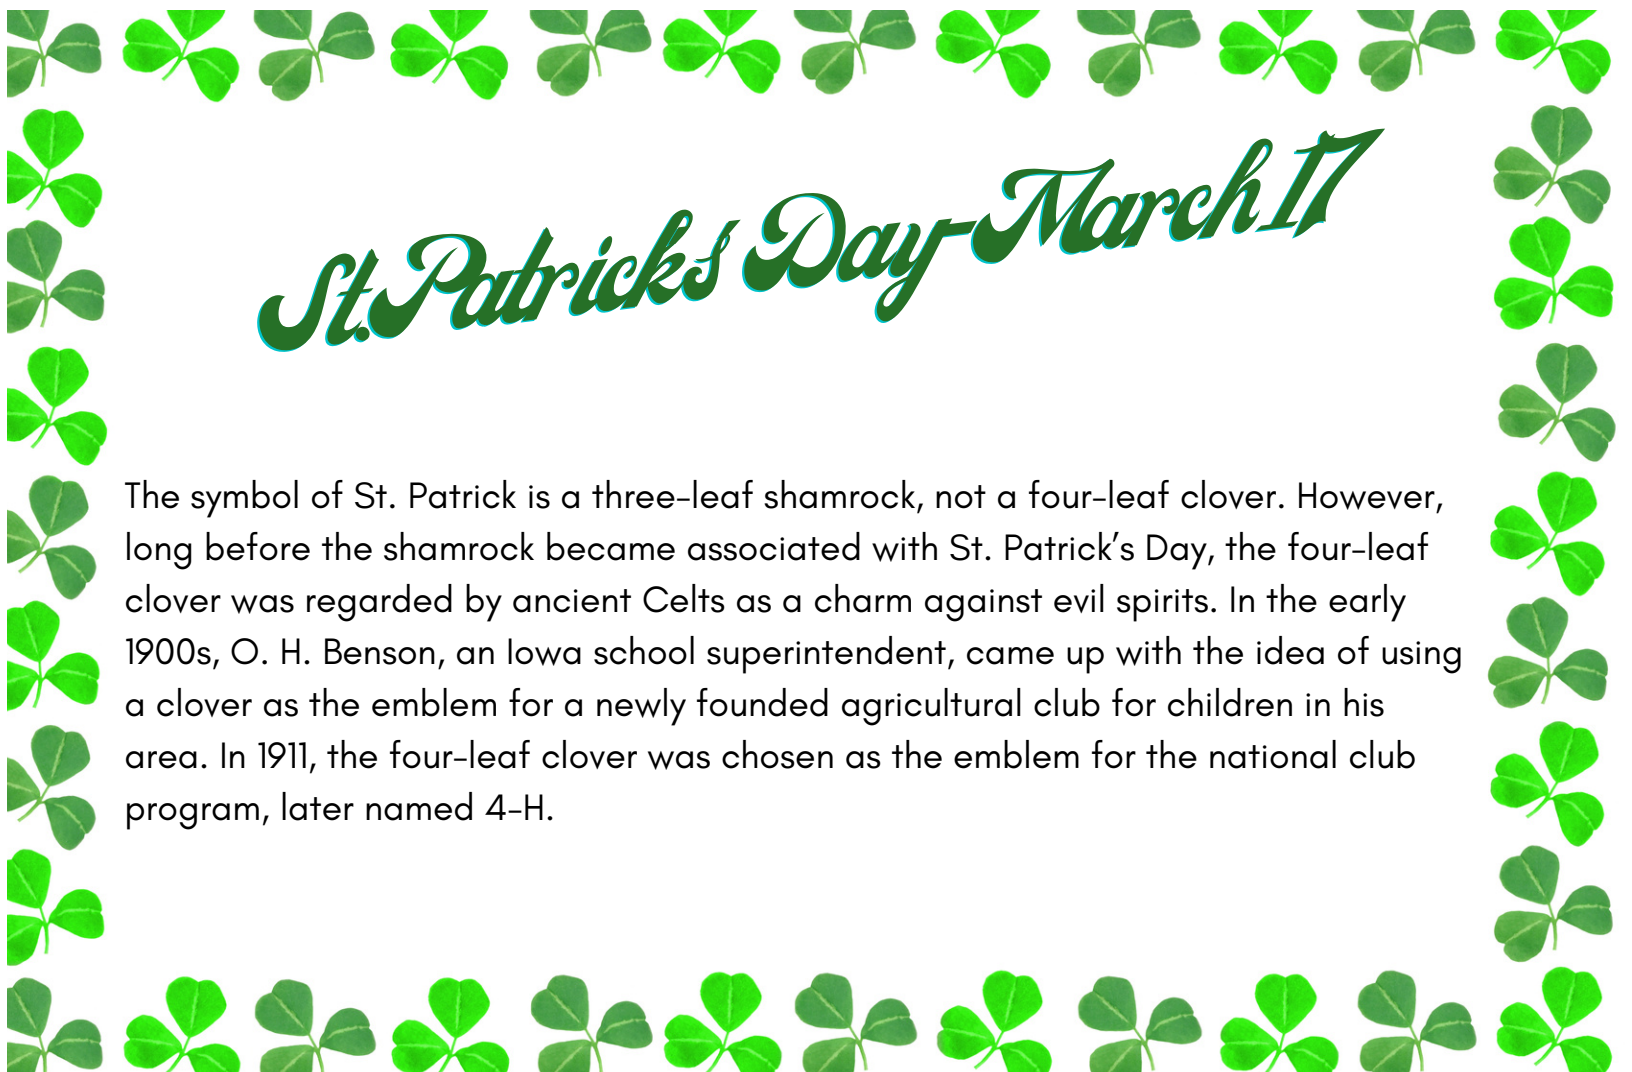 St. Patrick's Day-March 17
The symbol of St. Patrick is a three-leaf shamrock, not a four-leaf clover. However,
long before the shamrock became associated with St. Patrick’s Day, the four-leaf
clover was regarded by ancient Celts as a charm against evil spirits. In the early
1900s, O. H. Benson, an Iowa school superintendent, came up with the idea of using
a clover as the emblem for a newly founded agricultural club for children in his
area. In 1911, the four-leaf clover was chosen as the emblem for the national club
program, later named 4-H.